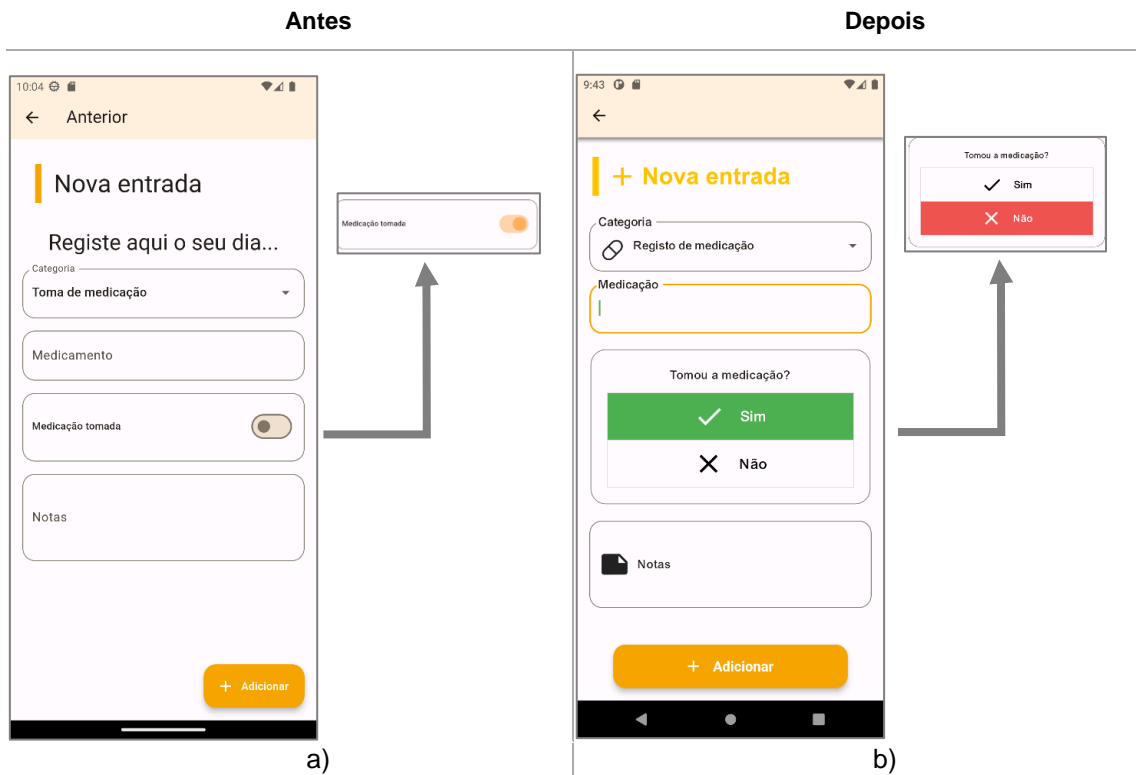 Antes
Depois
10:04
Anterior
Nova entrada
Registe aqui o seu dia...
Categoria
Toma de medicação
Medicamento
Medicação tomada
Notas
+ Adicionar
Medicação tomada
a)
9:43
+ Nova entrada
Categoria
Registo de medicação
Medicação
Tomou a medicação?
Sim
Não
Notas
+ Adicionar
Tomou a medicação?
Sim
Não
b)